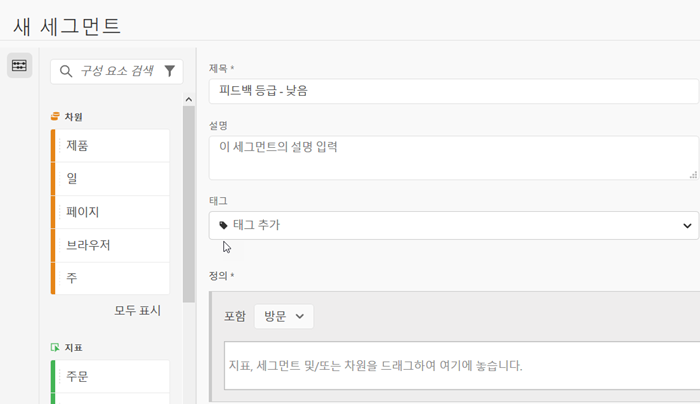 새 세그먼트
구성 요소 검색
차원
제품
일
페이지
브라우저
주
모두 표시
지표
주문
제목 *
피드백 등급 - 낮음
설명
이 세그먼트의 설명 입력
태그
태그 추가
정의 *
포함 방문
지표, 세그먼트 및/또는 차원을 드래그하여 여기에 놓습니다.